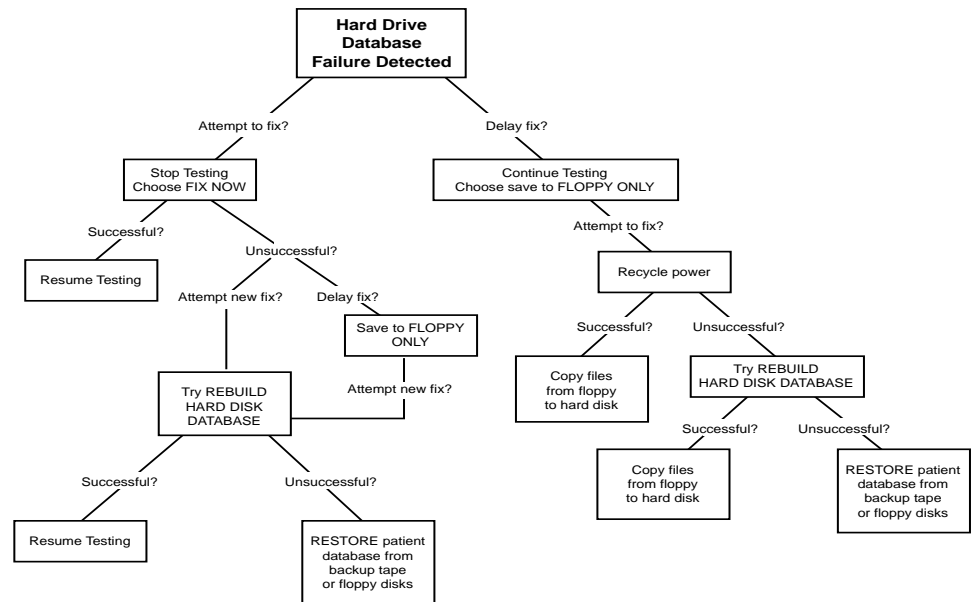 Hard Drive
Database
Failure Detected
Attempt to fix?
Delay fix?
Stop Testing
Choose FIX NOW
Continue Testing
Choose save to FLOPPY ONLY
Successful?
Unsuccessful?
Attempt to fix?
Resume Testing
Recycle power
Attempt new fix?
Delay fix?
Save to FLOPPY
ONLY
Successful?
Unsuccessful?
Attempt new fix?
Try REBUILD
HARD DISK
DATABASE
Copy files
from floppy
to hard disk
Try REBUILD
HARD DISK DATABASE
Successful?
Unsuccessful?
Successful?
Unsuccessful?
Copy files
from floppy
to hard disk
RESTORE patient
database from
backup tape
or floppy disks
Resume Testing
RESTORE patient
database from
backup tape
or floppy disks